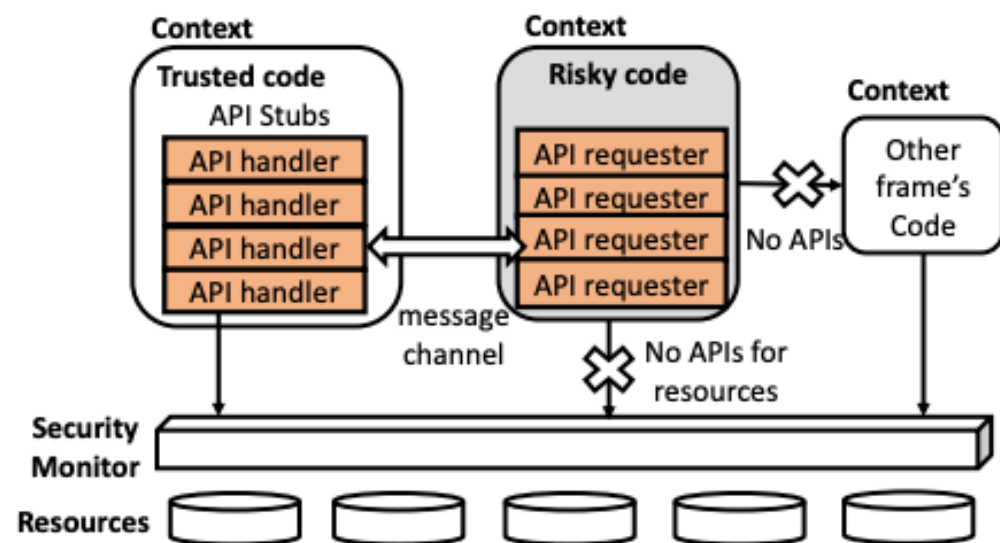 Context
Trusted code
API Stubs
API handler
API handler
API handler
API handler
message
channel
Context
Risky code
API requester
API requester
API requester
API requester
No APIs
No APIs for
resources
Context
Other
frame's
Code
Security
Monitor
Resources